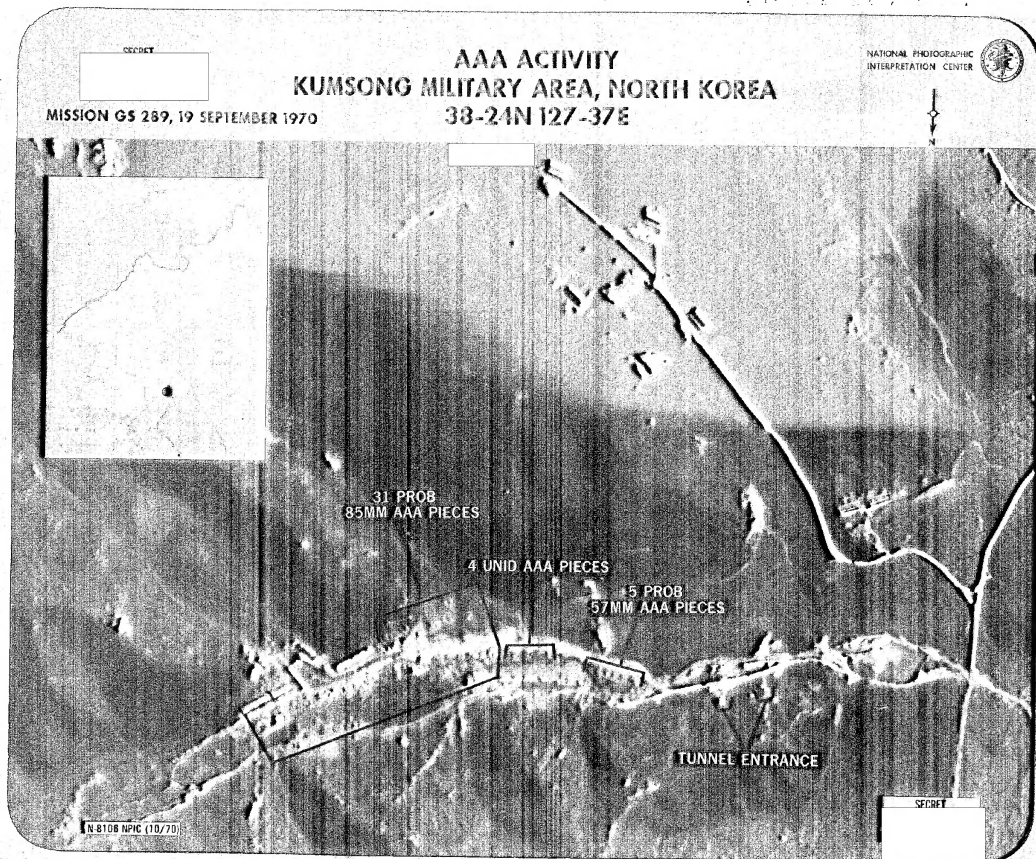 SECRET
AAA ACTIVITY
KUMSONG MILITARY AREA, NORTH KOREA
38-24N 127-37E
MISSION GS 289, 19 SEPTEMBER 1970
NATIONAL PHOTOGRAPHIC
INTERPRETATION CENTER
N
31 PROB
85MM AAA PIECES
4 UNID AAA PIECES
5 PROB
57MM AAA PIECES
TUNNEL ENTRANCE
N-8108 NPIC (10/70)
SECRET